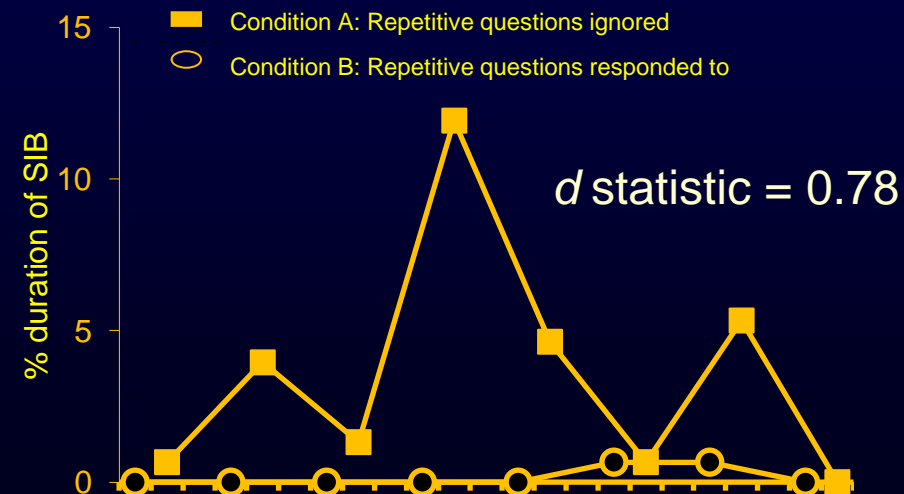 15
Condition A: Repetitive questions ignored
Condition B: Repetitive questions responded to
% duration of SIB
10
d statistic = 0.78
5
0